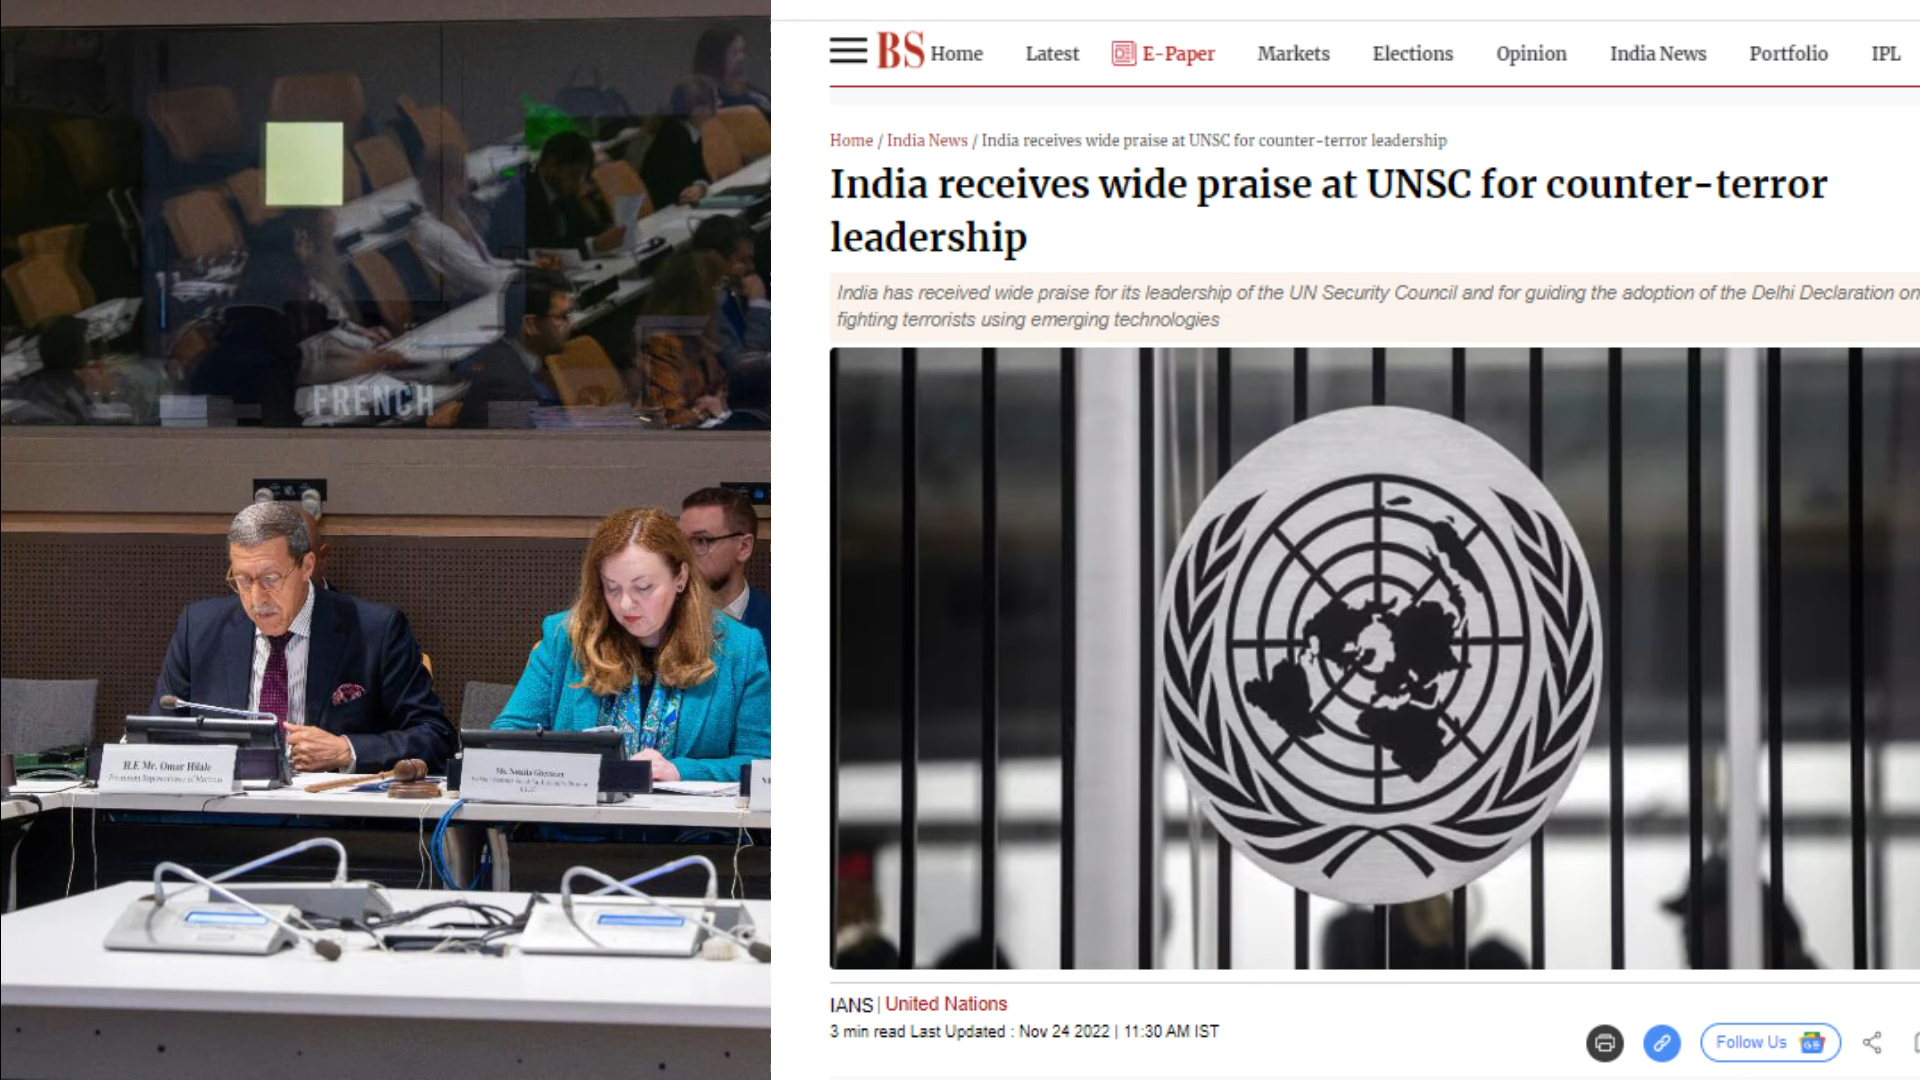 FRENCH
H.E. Mr. Omar Hilale
Permanent Representative of Morocco
BS Home Latest E-Paper Markets Elections Opinion India News Portfolio IPL
Home / India News / India receives wide praise at UNSC for counter-terror leadership
India receives wide praise at UNSC for counter-terror
leadership
India has received wide praise for its leadership of the UN Security Council and for guiding the adoption of the Delhi Declaration on
fighting terrorists using emerging technologies
IANS | United Nations
3 min read Last Updated : Nov 24 2022 | 11:30 AM IST
Follow Us